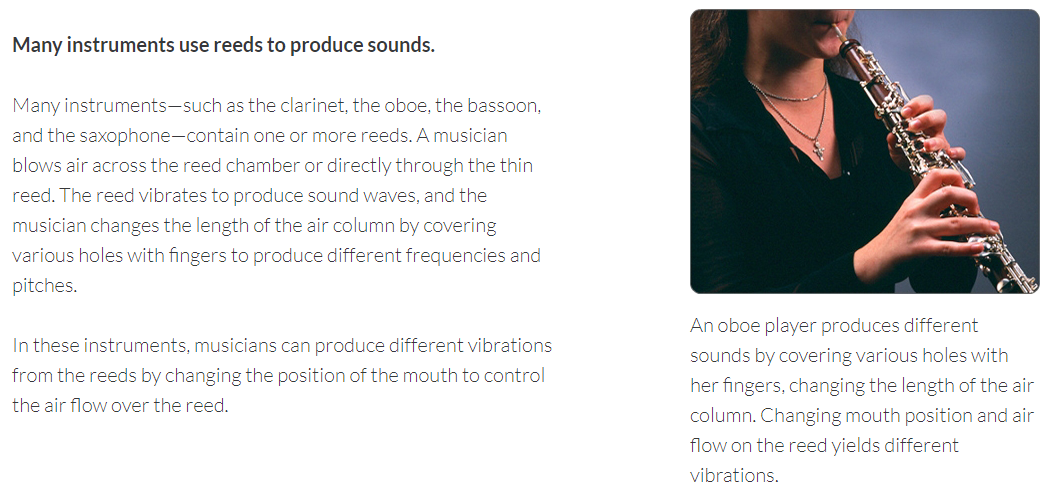 Many instruments use reeds to produce sounds.
Many instruments—such as the clarinet, the oboe, the bassoon,
and the saxophone—contain one or more reeds. A musician
blows air across the reed chamber or directly through the thin
reed. The reed vibrates to produce sound waves, and the
musician changes the length of the air column by covering
various holes with fingers to produce different frequencies and
pitches.
In these instruments, musicians can produce different vibrations
from the reeds by changing the position of the mouth to control
the air flow over the reed.
An oboe player produces different
sounds by covering various holes with
her fingers, changing the length of the air
column. Changing mouth position and air
flow on the reed yields different
vibrations.